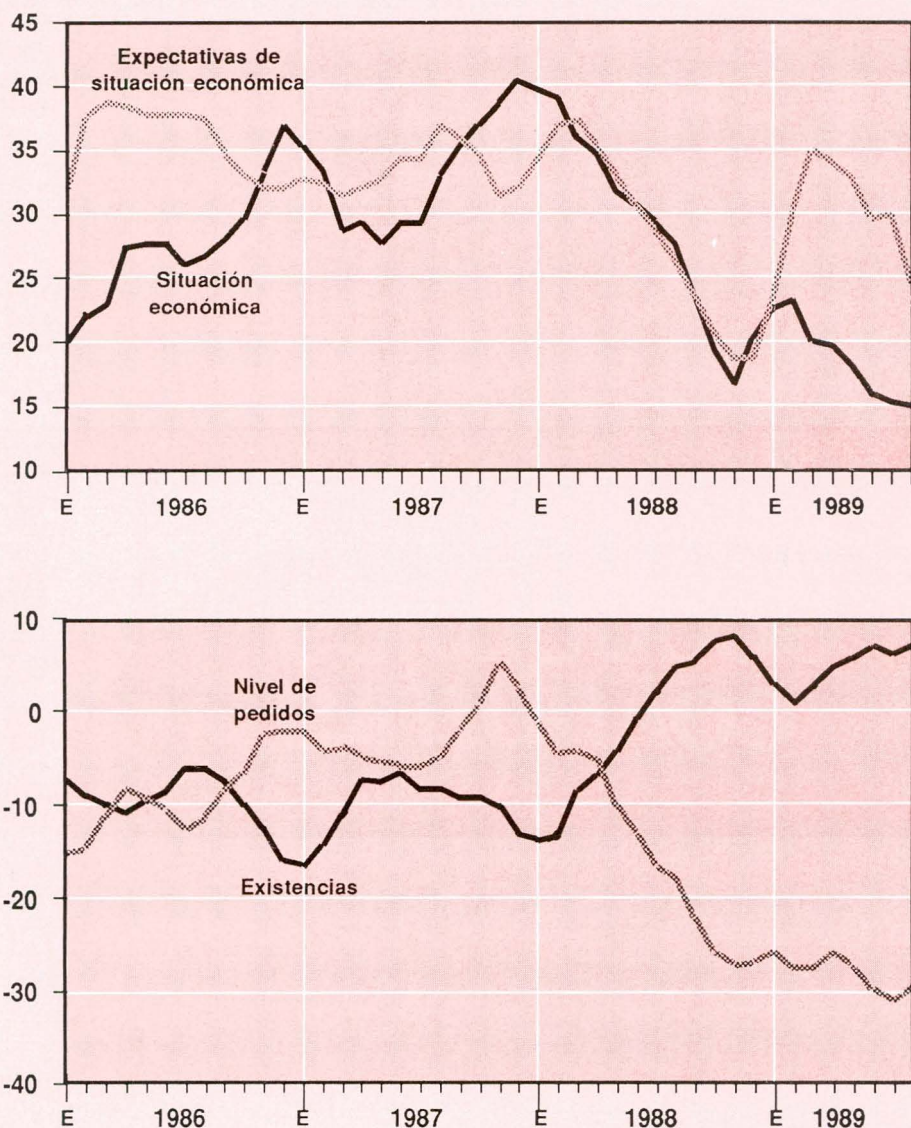 45
Expectativas de
situación económica
40
35
30
25
Situación
económica
20
15
10
E 1986 E 1987 E 1988 E 1989
10
Nivel de
pedidos
0
-10
Existencias
-20
-30
-40
E 1986 E 1987 E 1988 E 1989